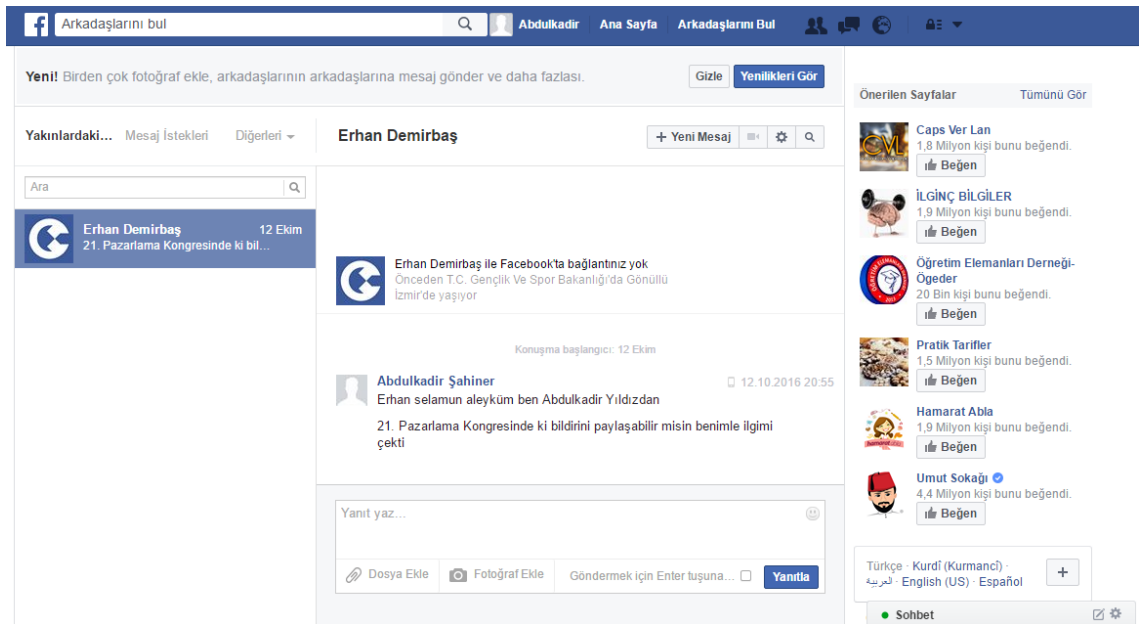 Arkadaşlarını bul
Abdulkadir
Ana Sayfa
Arkadaşlarını Bul
Yeni! Birden çok fotoğraf ekle, arkadaşlarının arkadaşlarına mesaj gönder ve daha fazlası.
Gizle
Yenilikleri Gör
Yakınlardaki... Mesaj İstekleri Diğerleri
Ara
Erhan Demirbaş 12 Ekim
21. Pazarlama Kongresinde ki bil...
Erhan Demirbaş
+ Yeni Mesaj
Erhan Demirbaş ile Facebook'ta bağlantınız yok
Önceden T.C. Gençlik Ve Spor Bakanlığı'da Gönüllü
İzmir'de yaşıyor
Konuşma başlangıcı: 12 Ekim
Abdulkadir Şahiner 12.10.2016 20:55
Erhan selamun aleyküm ben Abdulkadir Yıldızdan
21. Pazarlama Kongresinde ki bildirini paylaşabilir misin benimle ilgimi
çekti
Yanıt yaz...
Dosya Ekle
Fotoğraf Ekle
Göndermek için Enter tuşuna...
Yanıtla
Önerilen Sayfalar Tümünü Gör
CVL
Caps Ver Lan
1,8 Milyon kişi bunu beğendi.
Beğen
İLGİNÇ BİLGİLER
1,9 Milyon kişi bunu beğendi.
Beğen
Öğretim Elemanları Derneği-
Ögeder
20 Bin kişi bunu beğendi.
Beğen
Pratik Tarifler
1,5 Milyon kişi bunu beğendi.
Beğen
Hamarat Abla
1,9 Milyon kişi bunu beğendi.
Beğen
Umut Sokağı
4,4 Milyon kişi bunu beğendi.
Beğen
Türkçe · Kurdî (Kurmancî) ·
العربية · English (US) · Español
+
Sohbet